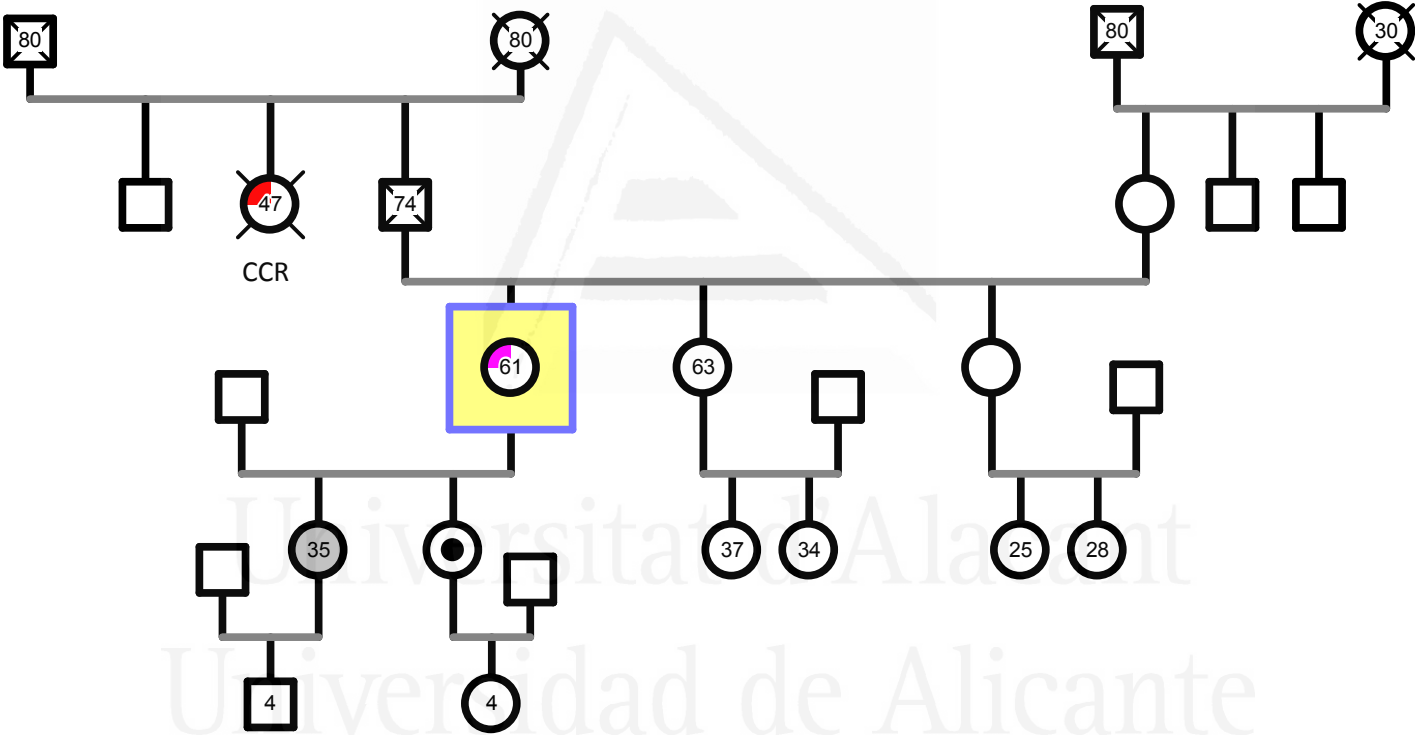 80 80 80 30
47 74
CCR
61 63
35 37 34 25 28
Universitat d'Alacant
4 4
Universidad de Alicante